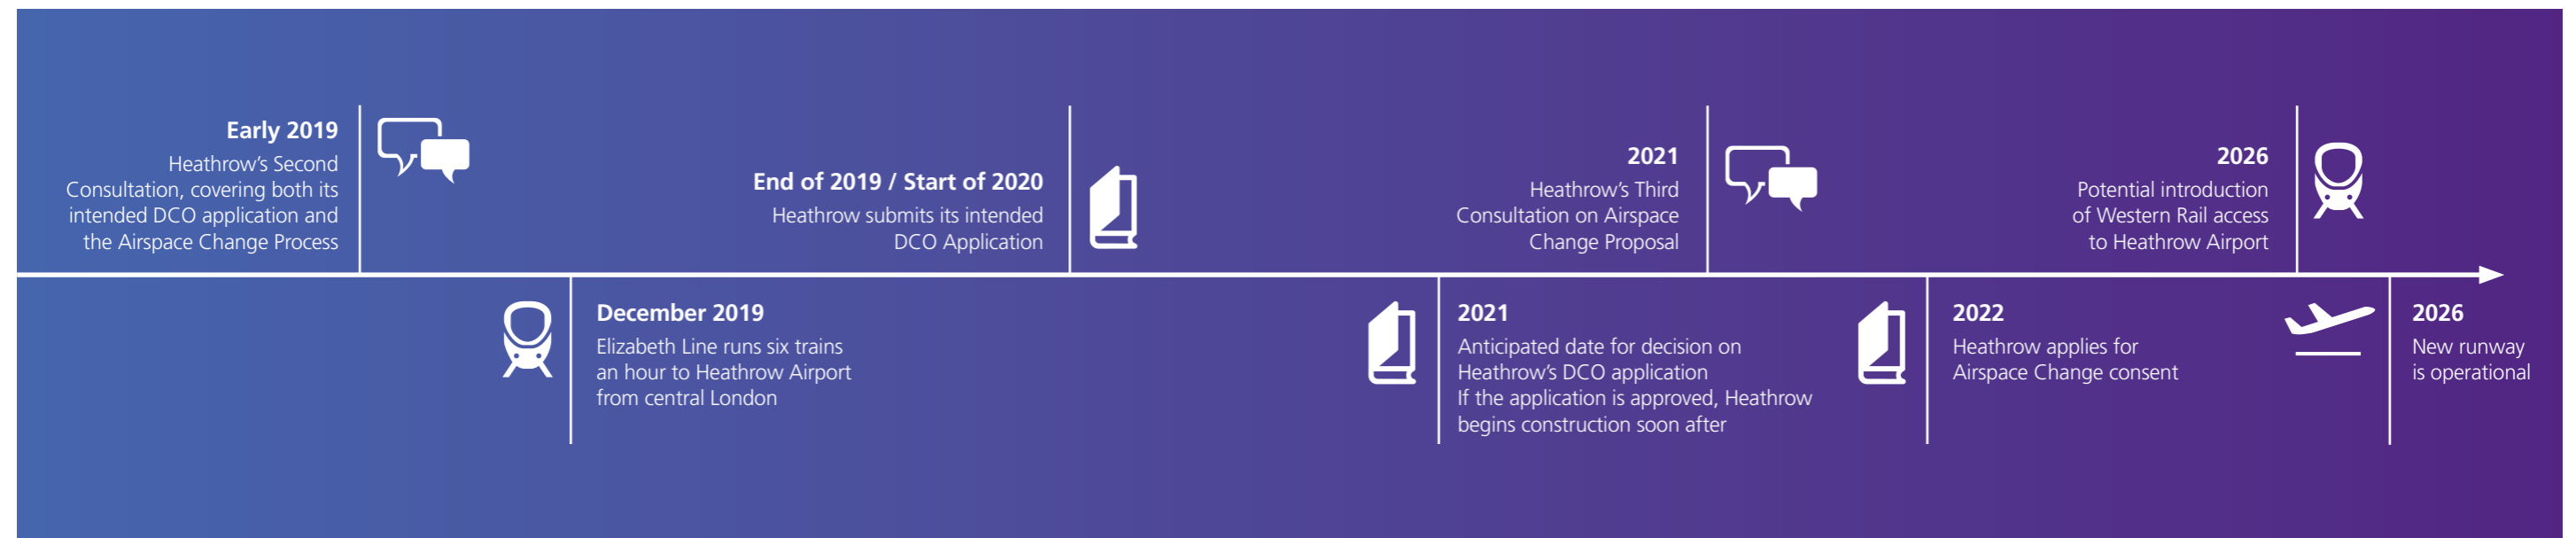 Early 2019
Heathrow’s Second
Consultation, covering both its
intended DCO application and
the Airspace Change Process
December 2019
Elizabeth Line runs six trains
an hour to Heathrow Airport
from central London
End of 2019 / Start of 2020
Heathrow submits its intended
DCO Application
2021
Anticipated date for decision on
Heathrow’s DCO application
If the application is approved, Heathrow
begins construction soon after
2021
Heathrow’s Third
Consultation on Airspace
Change Proposal
2022
Heathrow applies for
Airspace Change consent
2026
Potential introduction
of Western Rail access
to Heathrow Airport
2026
New runway
is operational